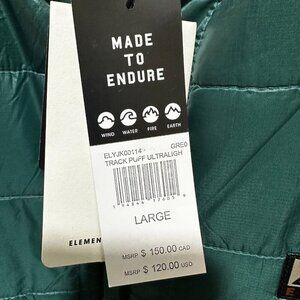 MADE
TO
ENDURE
WIND WATER FIRE EARTH
ELYJK00114 GRE0
TRACK PUFF ULTRALIGH
LARGE
ELEMEN
MSRP $ 150.00 CAD
MSRP $ 120.00 USD